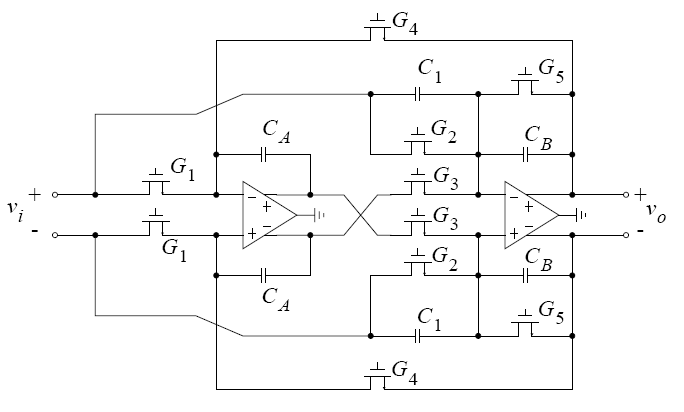 G4
C1
G5
CA
G2
CB
G1
G3
+
− + − +
+
vi
vo
-
+ − + −
-
G3
G1
G2
CB
CA
C1
G5
G4